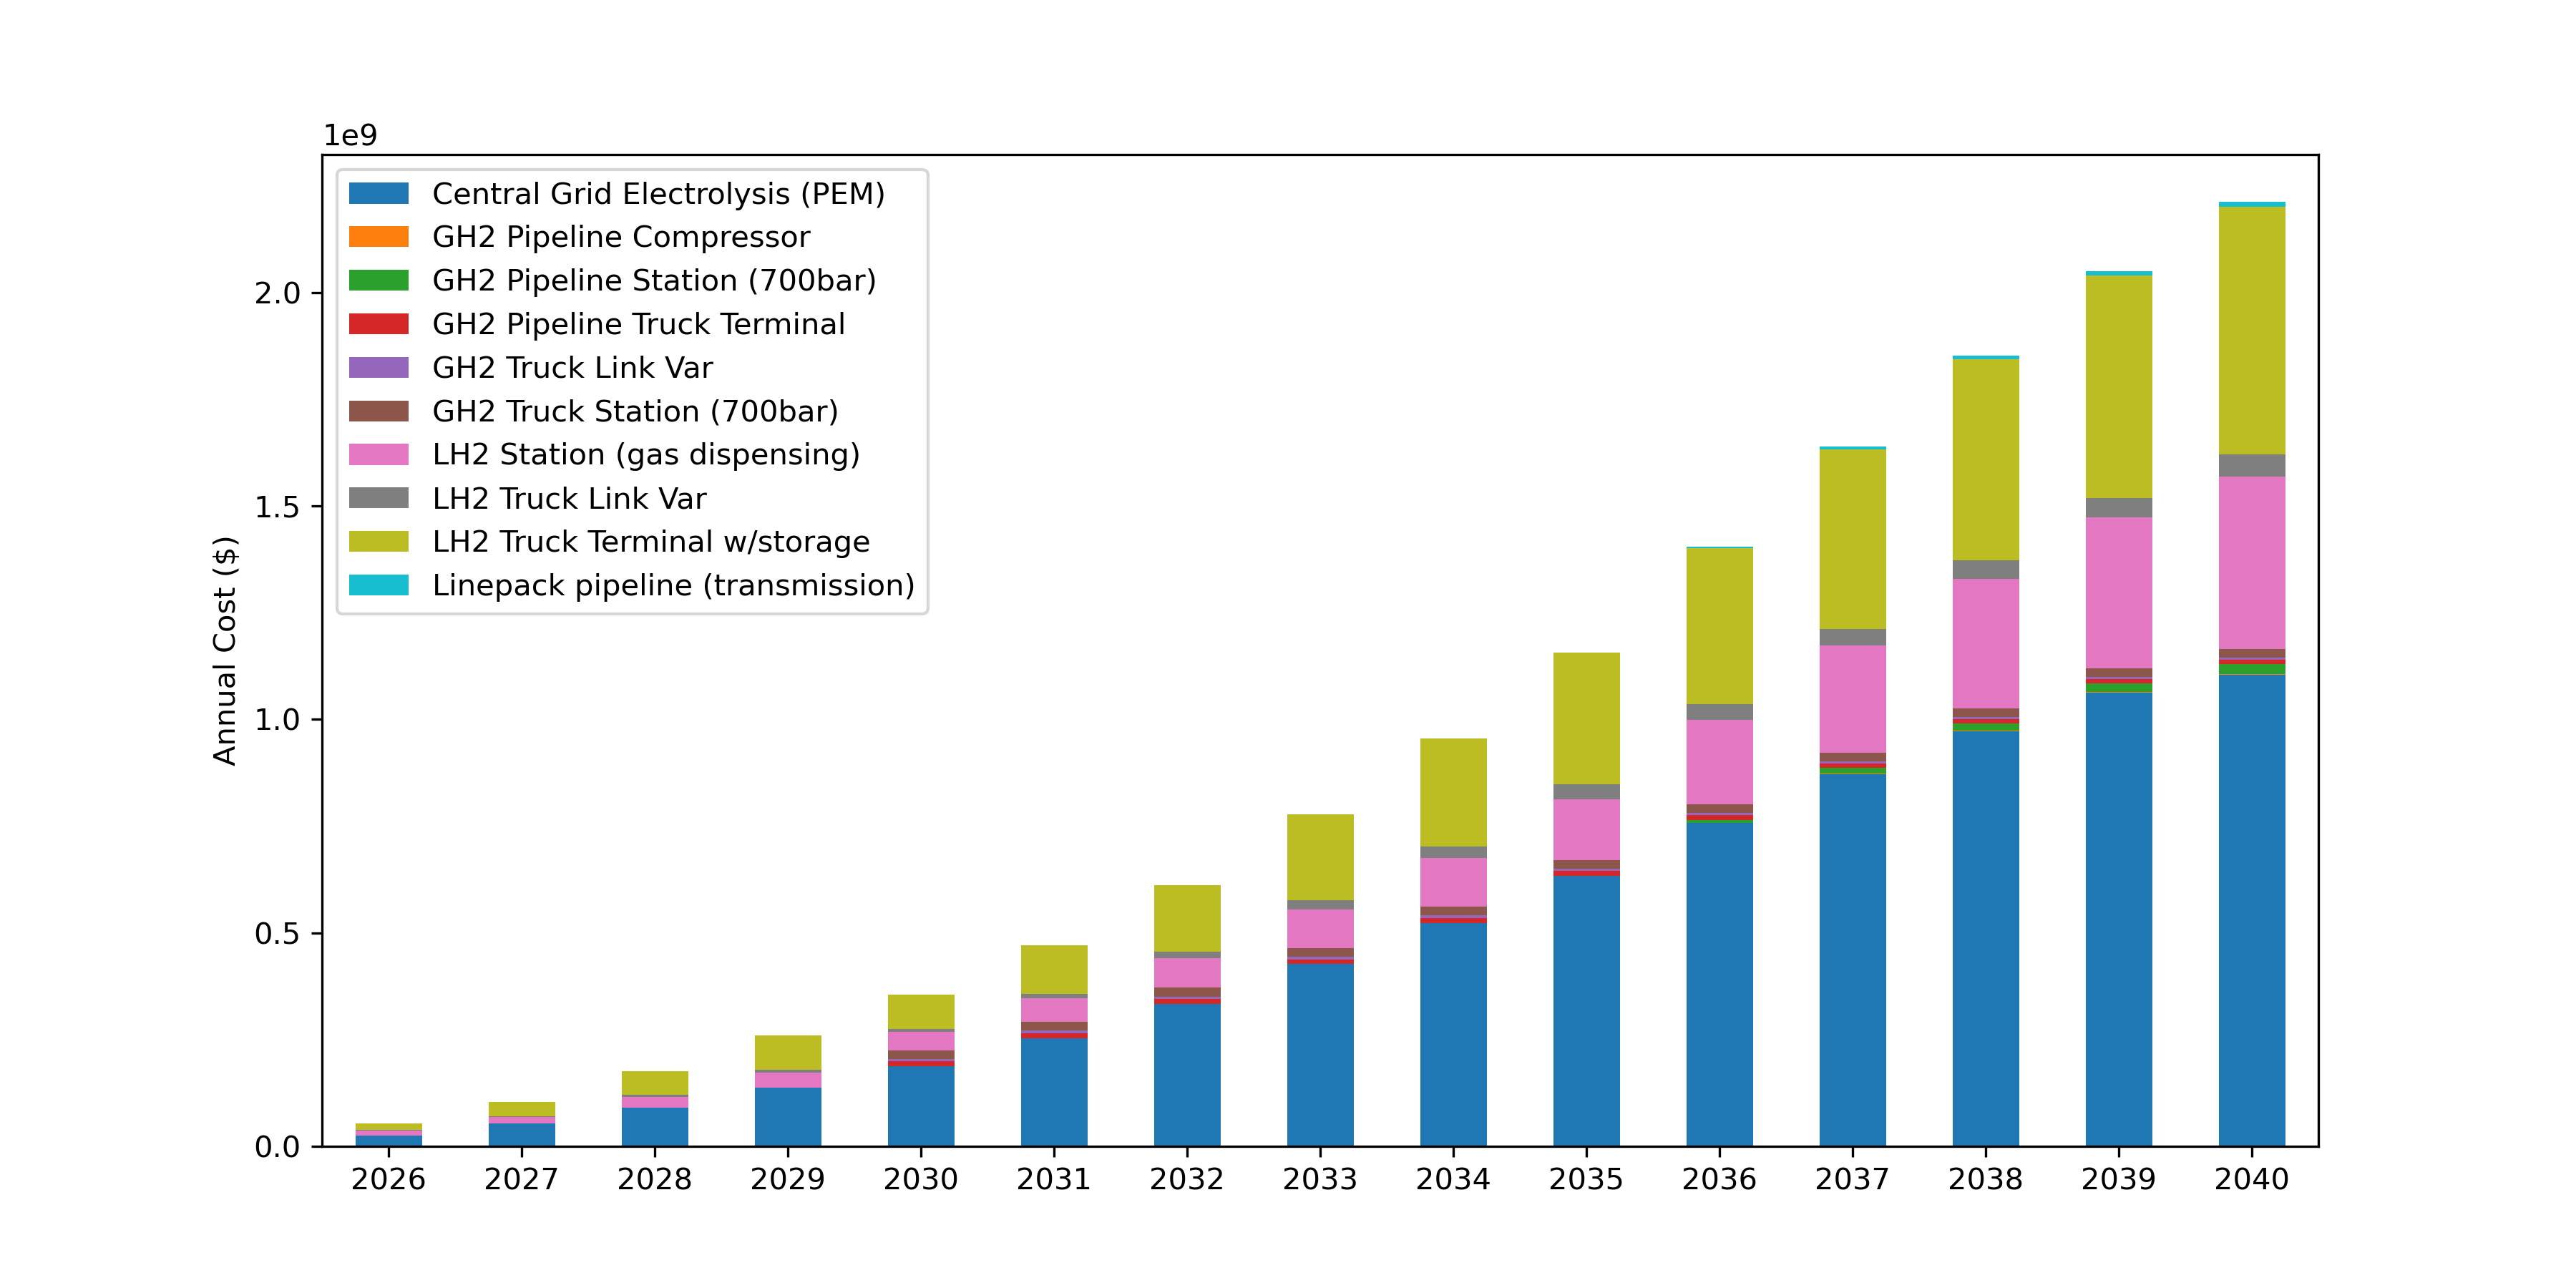 1e9
Central Grid Electrolysis (PEM)
GH2 Pipeline Compressor
GH2 Pipeline Station (700bar)
GH2 Pipeline Truck Terminal
GH2 Truck Link Var
GH2 Truck Station (700bar)
LH2 Station (gas dispensing)
LH2 Truck Link Var
LH2 Truck Terminal w/storage
Linepack pipeline (transmission)
Annual Cost ($)
2.0
1.5
1.0
0.5
0.0
2026 2027 2028 2029 2030 2031 2032 2033 2034 2035 2036 2037 2038 2039 2040